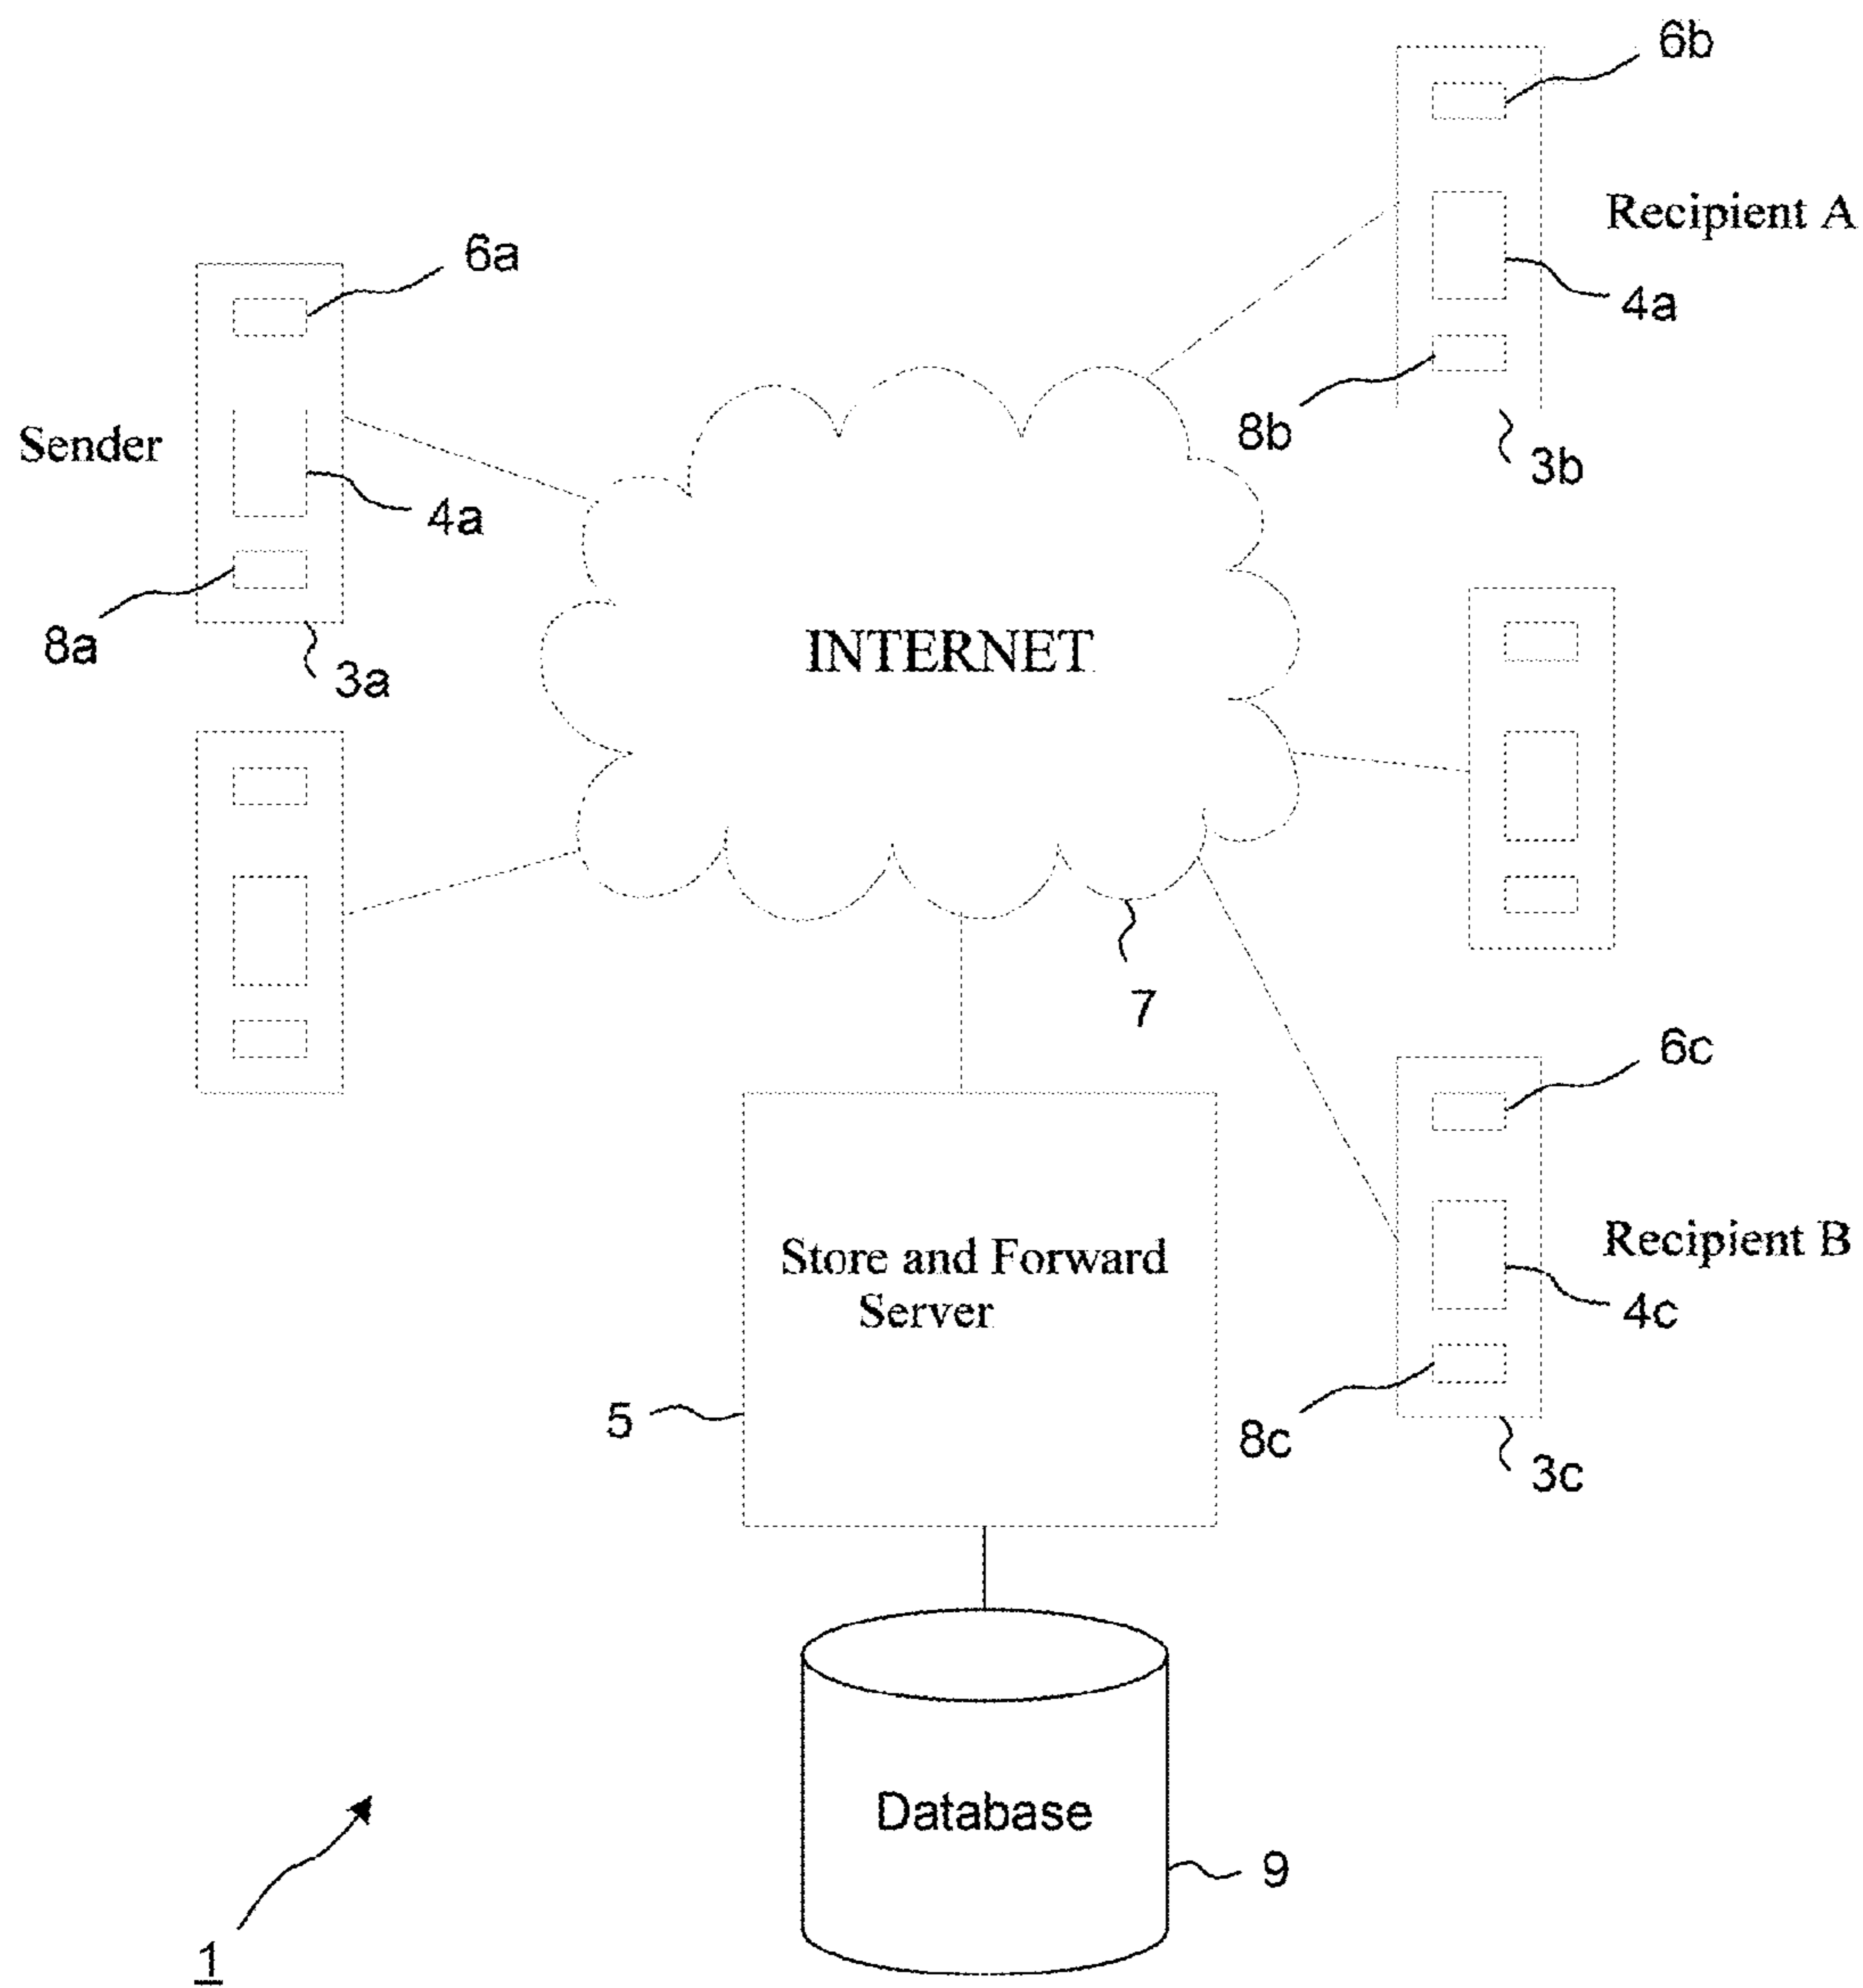 6b
Recipient A
6a
4a
Sender
8b
3b
4a
8a
INTERNET
3a
7
6c
Recipient B
Store and Forward
Server
4c
5
8c
3c
Database
9
1